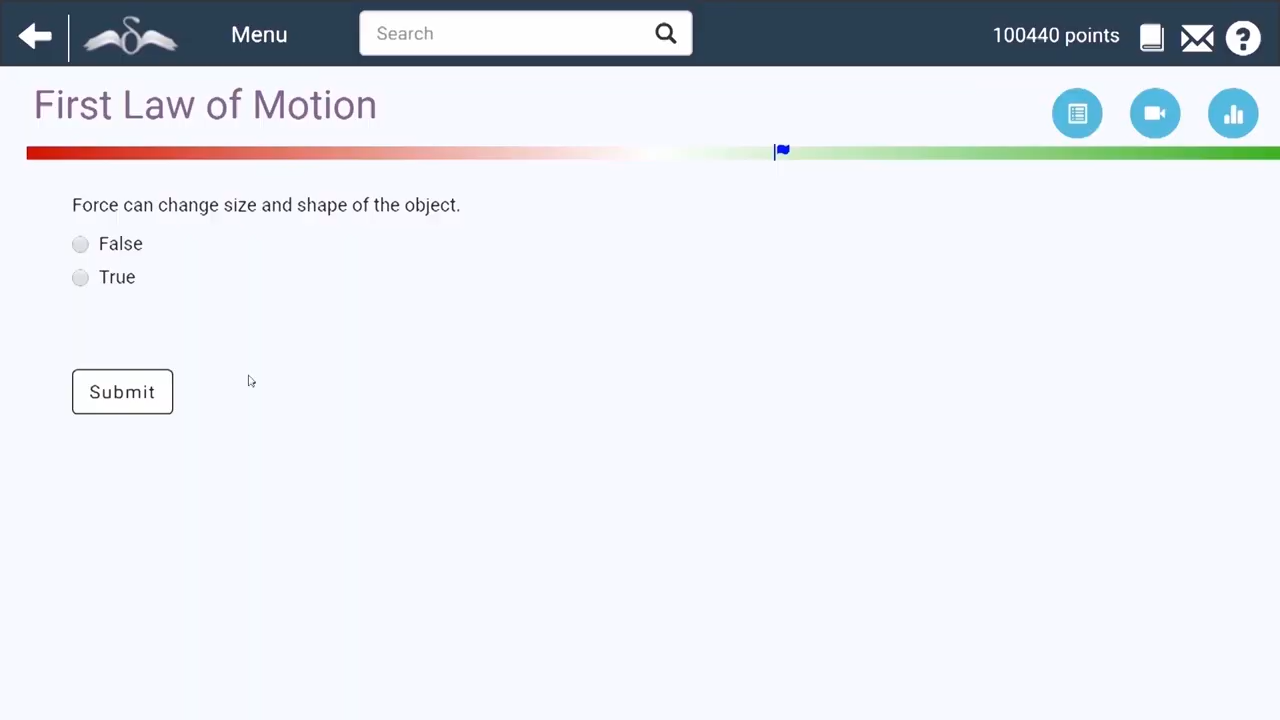 Menu
Search
100440 points
First Law of Motion
Force can change size and shape of the object.
False
True
Submit